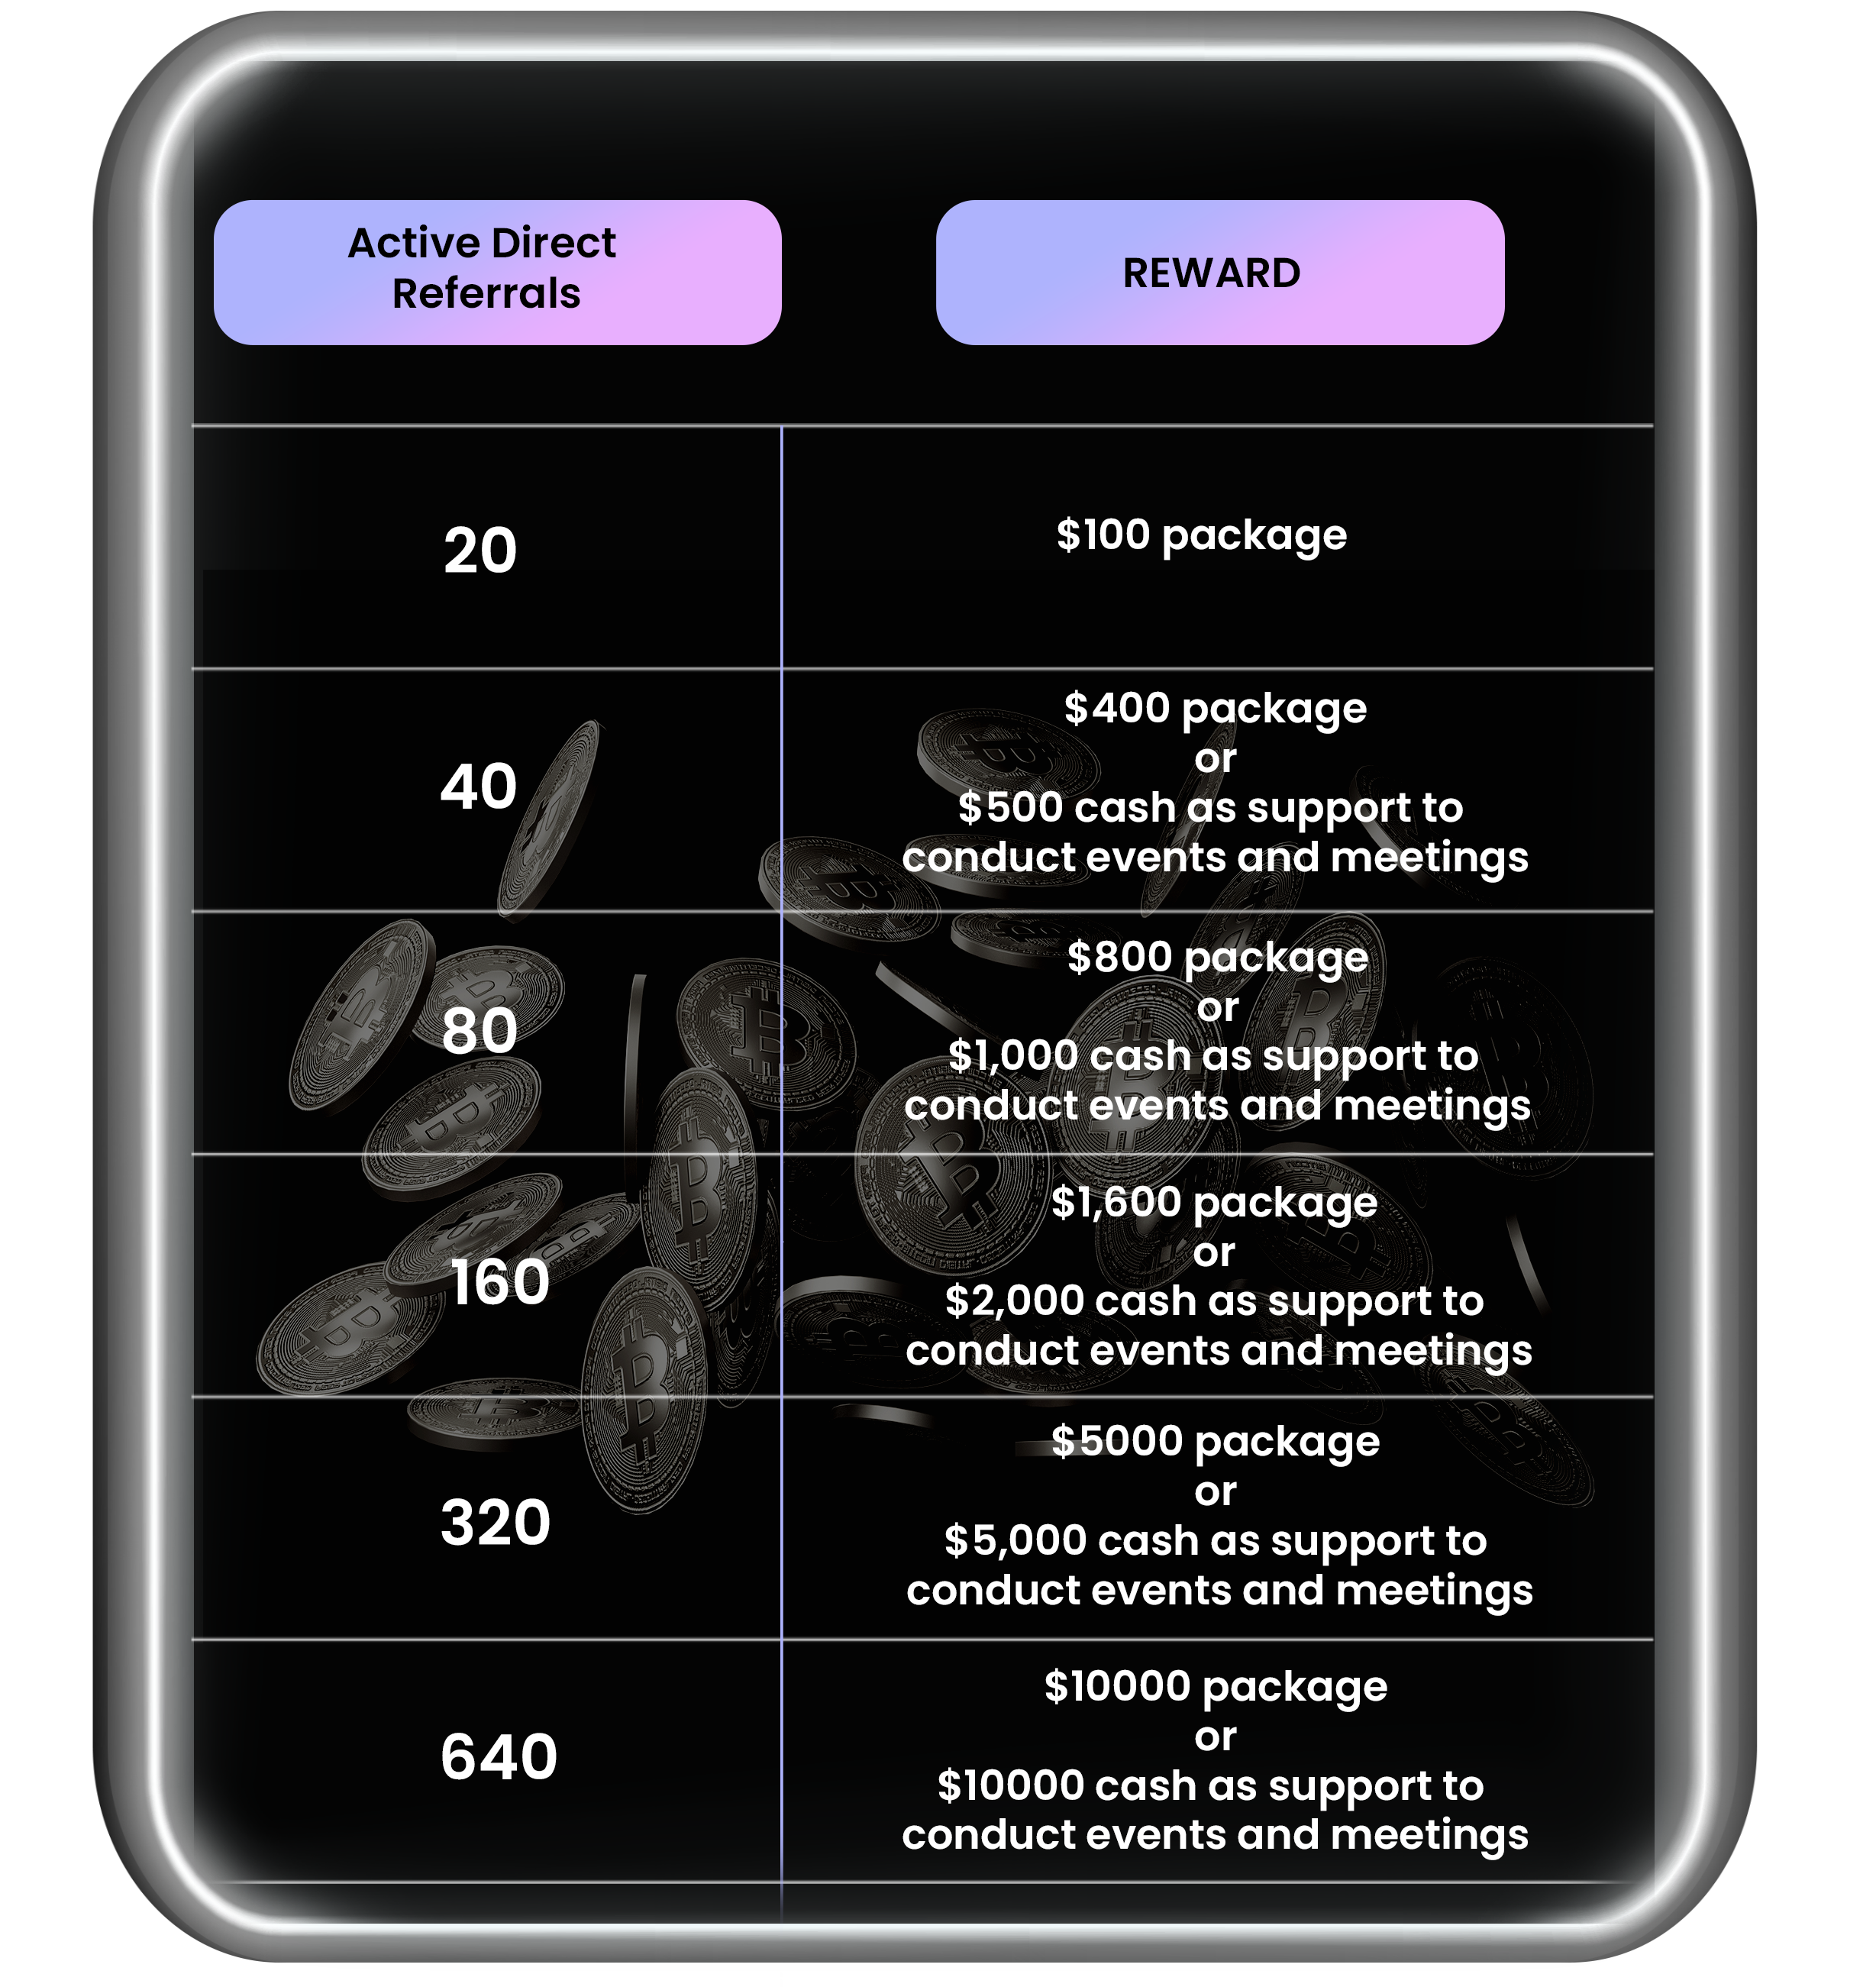 Active Direct
Referrals
REWARD
20
$100 package
40
$400 package
or
$500 cash as support to
conduct events and meetings
80
$800 package
or
$1,000 cash as support to
conduct events and meetings
160
$1,600 package
or
$2,000 cash as support to
conduct events and meetings
320
$5000 package
or
$5,000 cash as support to
conduct events and meetings
640
$10000 package
or
$10000 cash as support to
conduct events and meetings